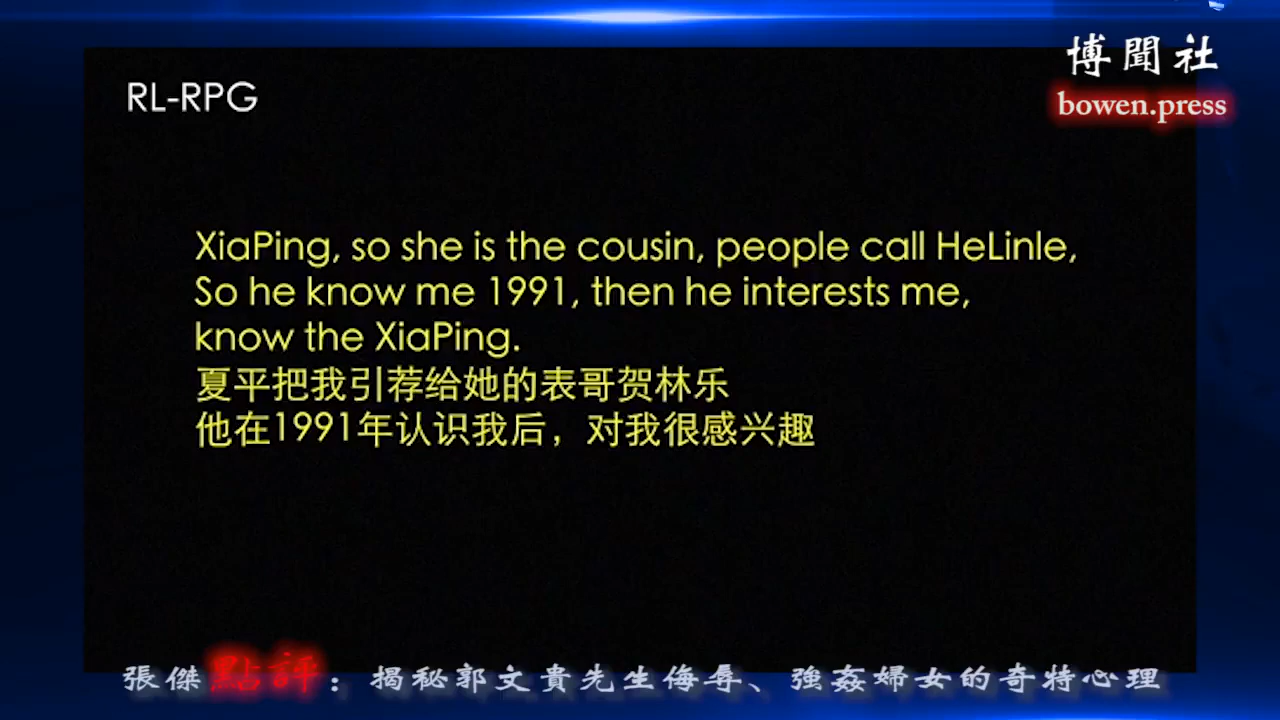 博聞社
bowen.press
RL-RPG
XiaPing, so she is the cousin, people call HeLinle,
So he know me 1991, then he interests me,
know the XiaPing.
夏平把我引荐给她的表哥贺林乐
他在1991年认识我后，对我很感兴趣
張傑點評：揭秘郭文貴先生侮辱、強姦婦女的奇特心理